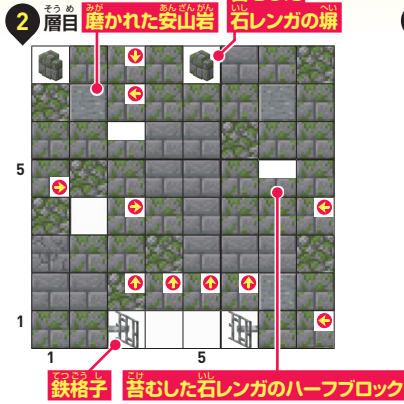 2 層目
そうめ
磨かれた安山岩
みが あんざんがん
石レンガの塀
いし へい
5
1
1 5
鉄格子
てつごうし
苔むした石レンガのハーフブロック
こけ いし